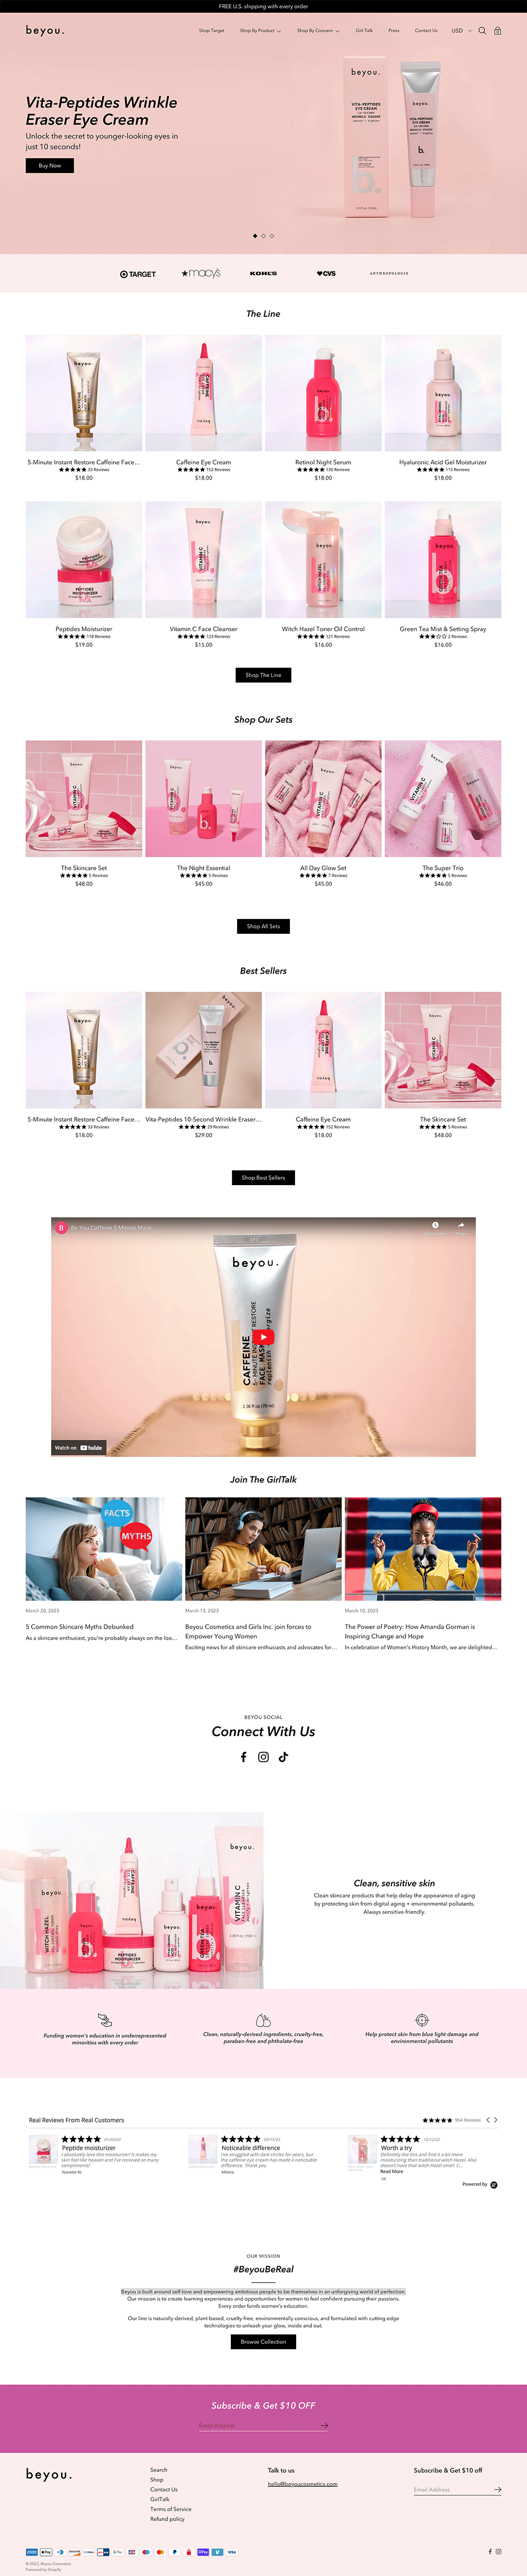 FREE U.S. shipping with every order
beyou.
Shop Target
Shop By Product
Shop By Concern
Girl Talk
Press
Contact Us
USD
Vita-Peptides Wrinkle
Eraser Eye Cream
Unlock the secret to younger-looking eyes in
just 10 seconds!
Buy Now
beyou.
VITA-PEPTIDES
EYE CREAM
10-SECOND
WRINKLE ERASER
b.
TARGET
macy's
KOHL'S
CVS
ANTHROPOLOGIE
The Line
5-Minute Instant Restore Caffeine Face...
33 Reviews
$18.00
Caffeine Eye Cream
152 Reviews
$18.00
Retinol Night Serum
130 Reviews
$18.00
Hyaluronic Acid Gel Moisturizer
115 Reviews
$18.00
Peptides Moisturizer
118 Reviews
$19.00
Vitamin C Face Cleanser
123 Reviews
$15.00
Witch Hazel Toner Oil Control
121 Reviews
$16.00
Green Tea Mist & Setting Spray
2 Reviews
$16.00
Shop The Line
Shop Our Sets
The Skincare Set
5 Reviews
$48.00
The Night Essential
5 Reviews
$45.00
All Day Glow Set
7 Reviews
$45.00
The Super Trio
5 Reviews
$46.00
Shop All Sets
Best Sellers
5-Minute Instant Restore Caffeine Face...
33 Reviews
$18.00
Vita-Peptides 10-Second Wrinkle Eraser...
29 Reviews
$29.00
Caffeine Eye Cream
152 Reviews
$18.00
The Skincare Set
5 Reviews
$48.00
Shop Best Sellers
B
Be You Caffeine 5-Minute Mask
beyou.
CAFFEINE
5-MINUTE INSTANT RESTORE
FACE MASK
energize
replenish
2.36 fl oz (70 ml)
Watch on YouTube
Join The GirlTalk
FACTS
MYTHS
March 20, 2023
5 Common Skincare Myths Debunked
As a skincare enthusiast, you're probably always on the loo...
March 13, 2023
Beyou Cosmetics and Girls Inc. join forces to
Empower Young Women
Exciting news for all skincare enthusiasts and advocates for...
March 10, 2023
The Power of Poetry: How Amanda Gorman is
Inspiring Change and Hope
In celebration of Women's History Month, we are delighted...
BEYOU SOCIAL
Connect With Us
Clean, sensitive skin
Clean skincare products that help delay the appearance of aging
by protecting skin from digital aging + environmental pollutants.
Always sensitive-friendly.
Funding women's education in underrepresented
minorities with every order
Clean, naturally-derived ingredients, cruelty-free,
paraben-free and phthalate-free
Help protect skin from blue light damage and
environmental pollutants
Real Reviews From Real Customers
964 Reviews
Peptide moisturizer
I absolutely love this moisturizer! It makes my
skin feel like heaven and I've received so many
compliments!
Nanette W.
Noticeable difference
I've struggled with dark circles for years, but
the caffeine eye cream has made a noticeable
difference. Thank you
Milena
12/12/22
Worth a try
Definitely like this and find it a bit more
moisturizing than traditional witch Hazel. Also
doesn't have that witch Hazel smell. C...
Read More
Powered by
OUR MISSION
#BeyouBeReal
Beyou is built around self-love and empowering ambitious people to be themselves in an unforgiving world of perfection.
Our mission is to create learning experiences and opportunities for women to feel confident pursuing their passions.
Every order funds women's education.
Our line is naturally-derived, plant-based, cruelty-free, environmentally conscious, and formulated with cutting edge
technologies to unleash your glow, inside and out.
Browse Collection
Subscribe & Get $10 OFF
Email Address
beyou.
Search
Shop
Contact Us
GirlTalk
Terms of Service
Refund policy
Talk to us
hello@beyoucosmetics.com
Subscribe & Get $10 off
Email Address
© 2023, Beyou Cosmetics
Powered by Shopify